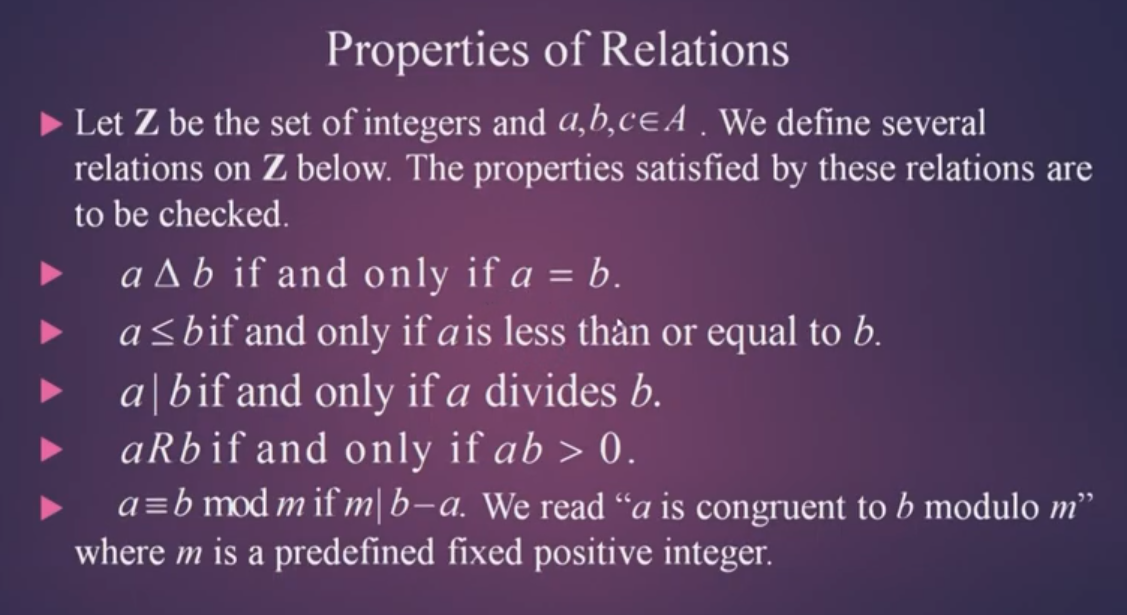 Properties of Relations
▶ Let Z be the set of integers and a,b,c∈A . We define several
relations on Z below. The properties satisfied by these relations are
to be checked.
▶ a Δ b if and only if a = b.
▶ a ≤ b if and only if a is less than or equal to b.
▶ a | b if and only if a divides b.
▶ aRb if and only if ab > 0.
▶ a≡b mod m if m| b−a. We read “a is congruent to b modulo m”
where m is a predefined fixed positive integer.